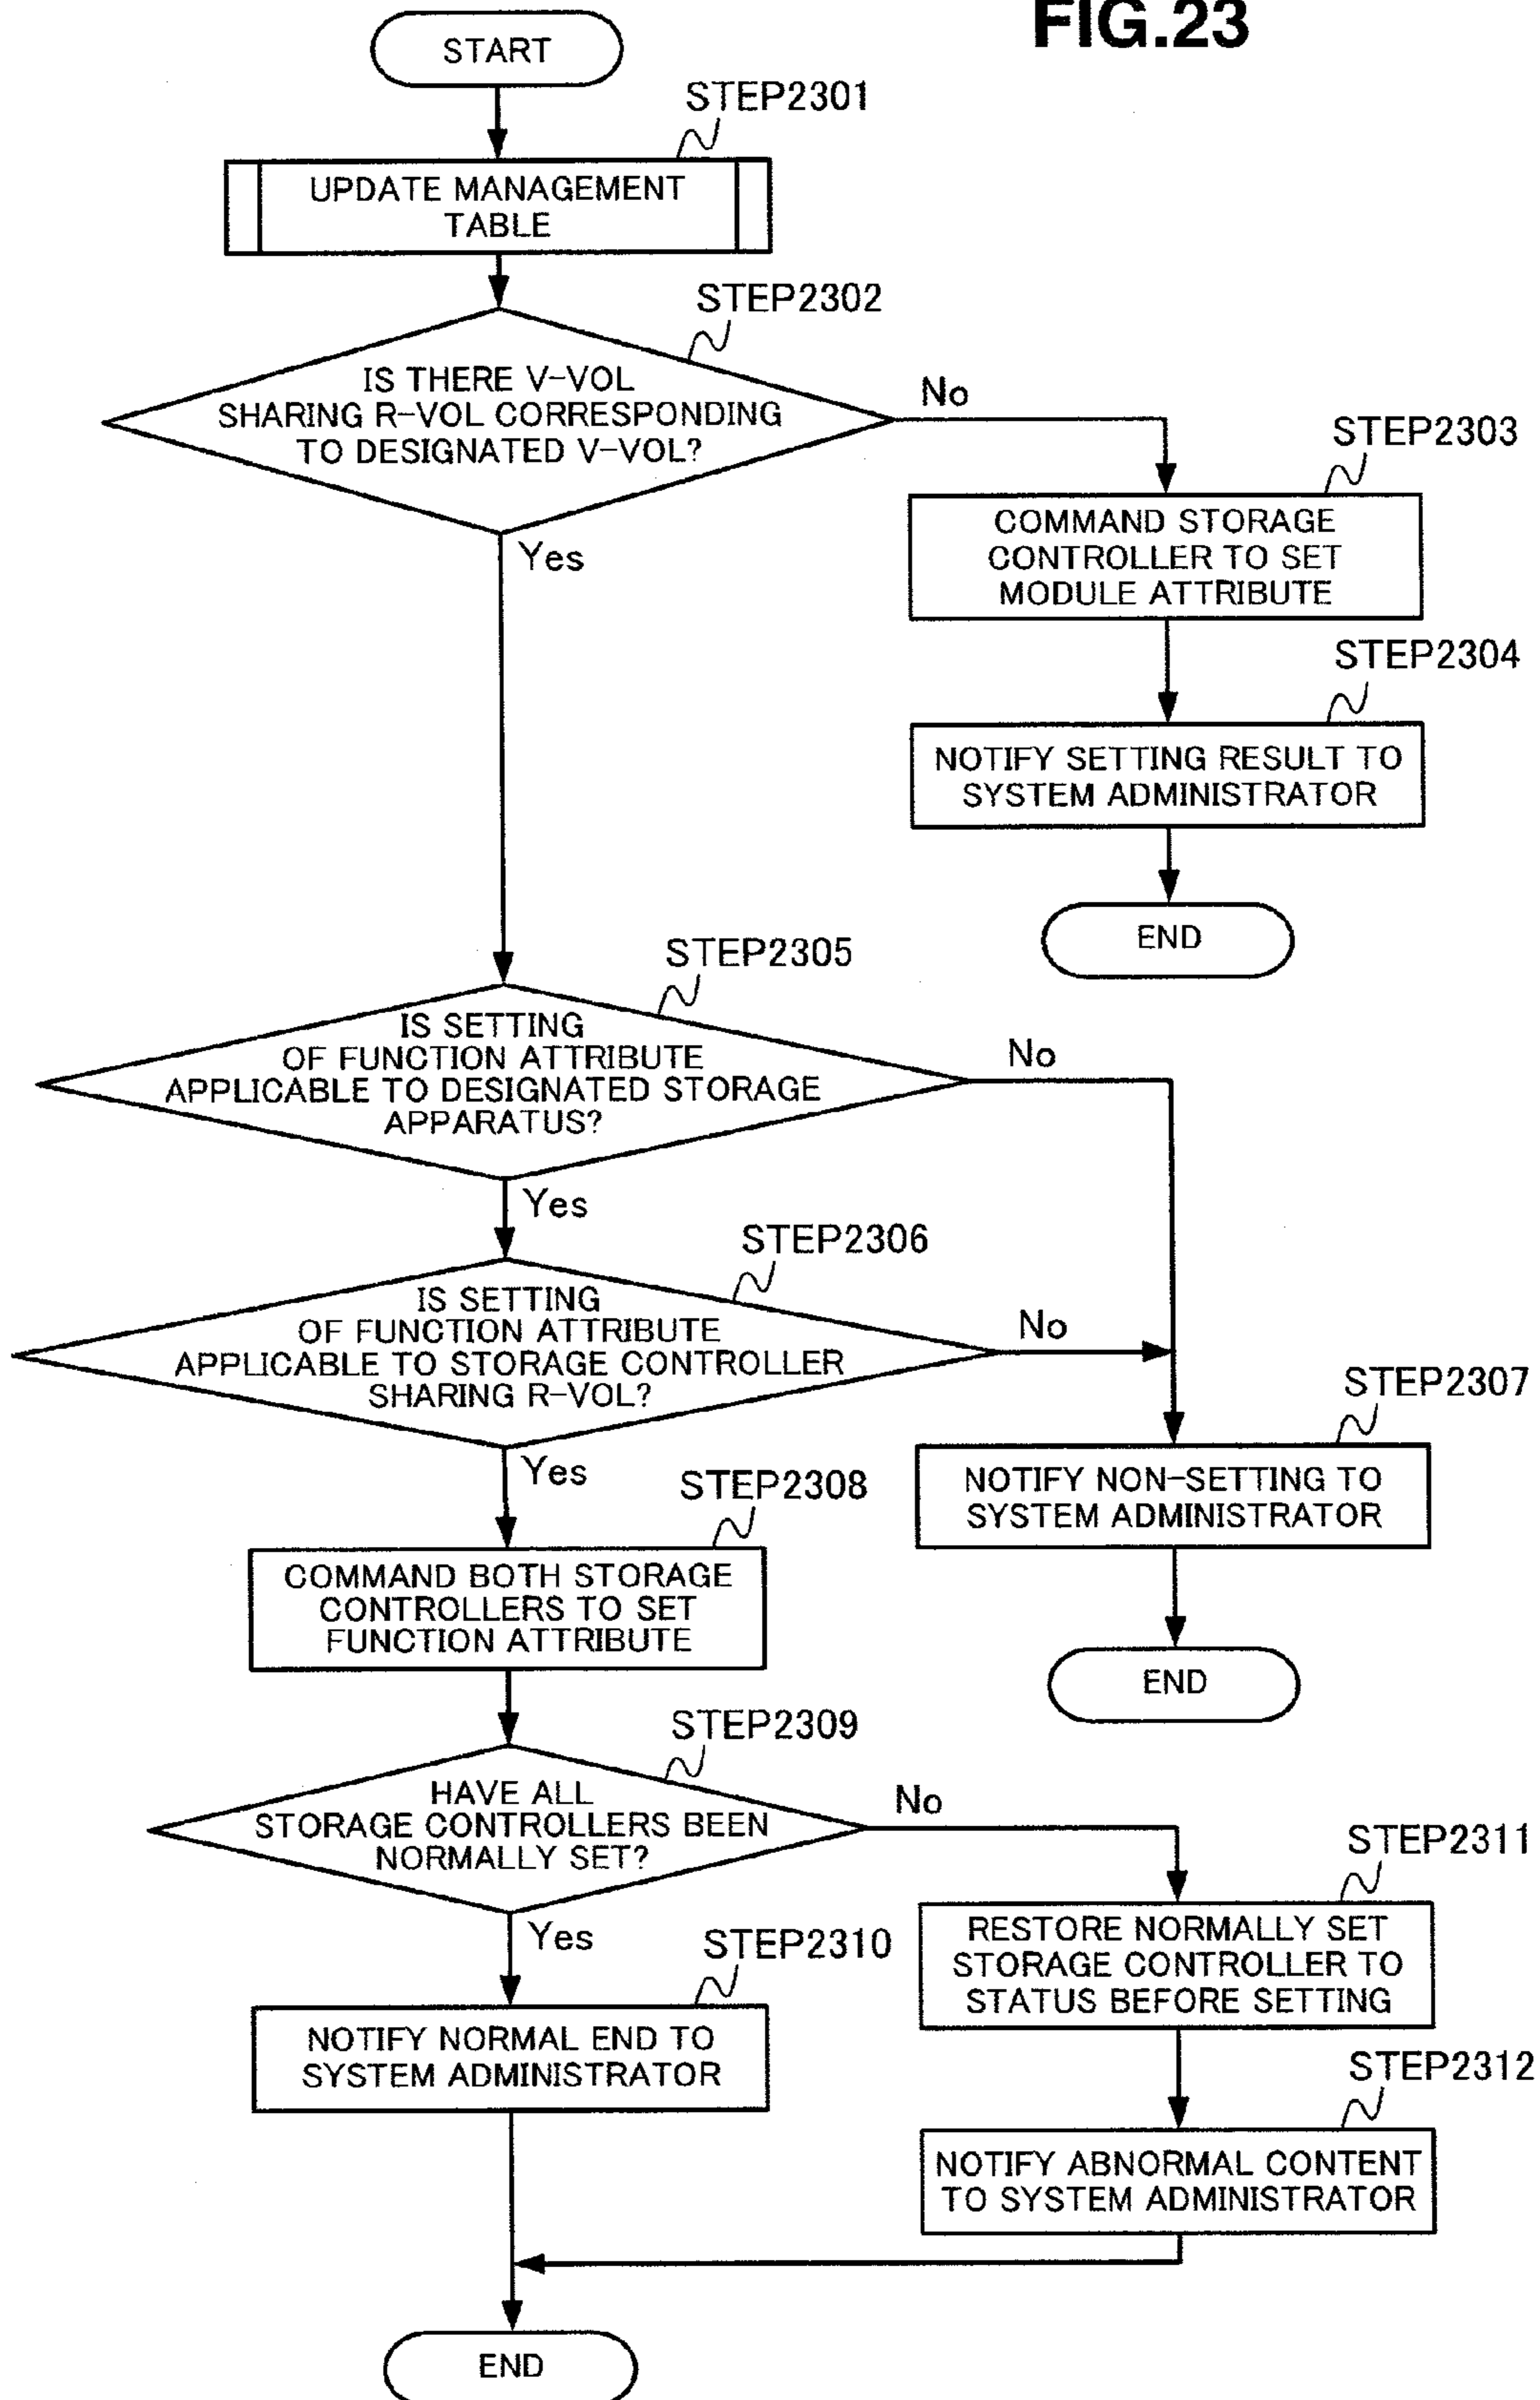 FIG.23
START
STEP2301
UPDATE MANAGEMENT
TABLE
STEP2302
IS THERE V-VOL
SHARING R-VOL CORRESPONDING
TO DESIGNATED V-VOL?
No
Yes
STEP2303
COMMAND STORAGE
CONTROLLER TO SET
MODULE ATTRIBUTE
STEP2304
NOTIFY SETTING RESULT TO
SYSTEM ADMINISTRATOR
END
STEP2305
IS SETTING
OF FUNCTION ATTRIBUTE
APPLICABLE TO DESIGNATED STORAGE
APPARATUS?
No
Yes
STEP2306
IS SETTING
OF FUNCTION ATTRIBUTE
APPLICABLE TO STORAGE CONTROLLER
SHARING R-VOL?
No
Yes
STEP2307
NOTIFY NON-SETTING TO
SYSTEM ADMINISTRATOR
END
STEP2308
COMMAND BOTH STORAGE
CONTROLLERS TO SET
FUNCTION ATTRIBUTE
STEP2309
HAVE ALL
STORAGE CONTROLLERS BEEN
NORMALLY SET?
No
Yes
STEP2310
NOTIFY NORMAL END TO
SYSTEM ADMINISTRATOR
STEP2311
RESTORE NORMALLY SET
STORAGE CONTROLLER TO
STATUS BEFORE SETTING
STEP2312
NOTIFY ABNORMAL CONTENT
TO SYSTEM ADMINISTRATOR
END